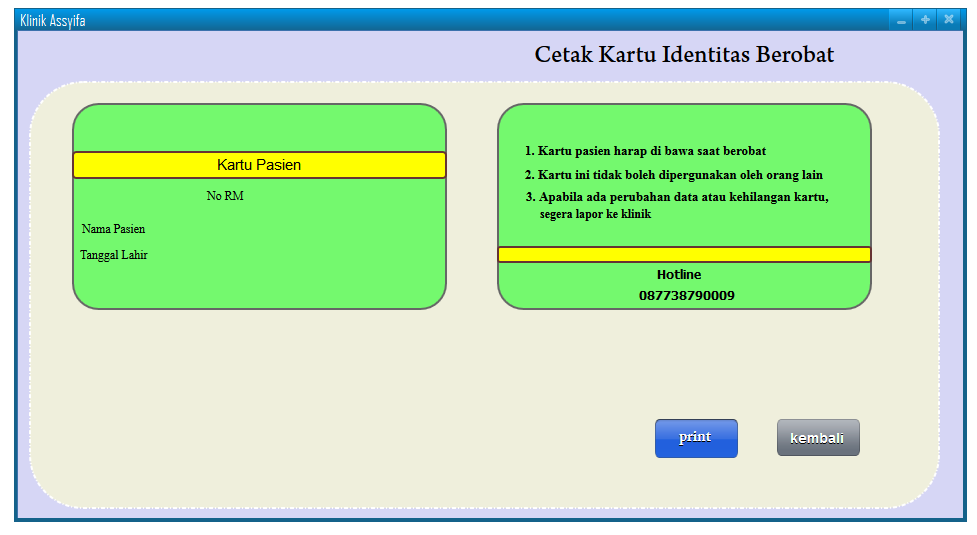 Klinik Assyifa
Cetak Kartu Identitas Berobat
Kartu Pasien
No RM
Nama Pasien
Tanggal Lahir
1. Kartu pasien harap di bawa saat berobat
2. Kartu ini tidak boleh dipergunakan oleh orang lain
3. Apabila ada perubahan data atau kehilangan kartu,
segera lapor ke klinik
Hotline
087738790009
print
kembali